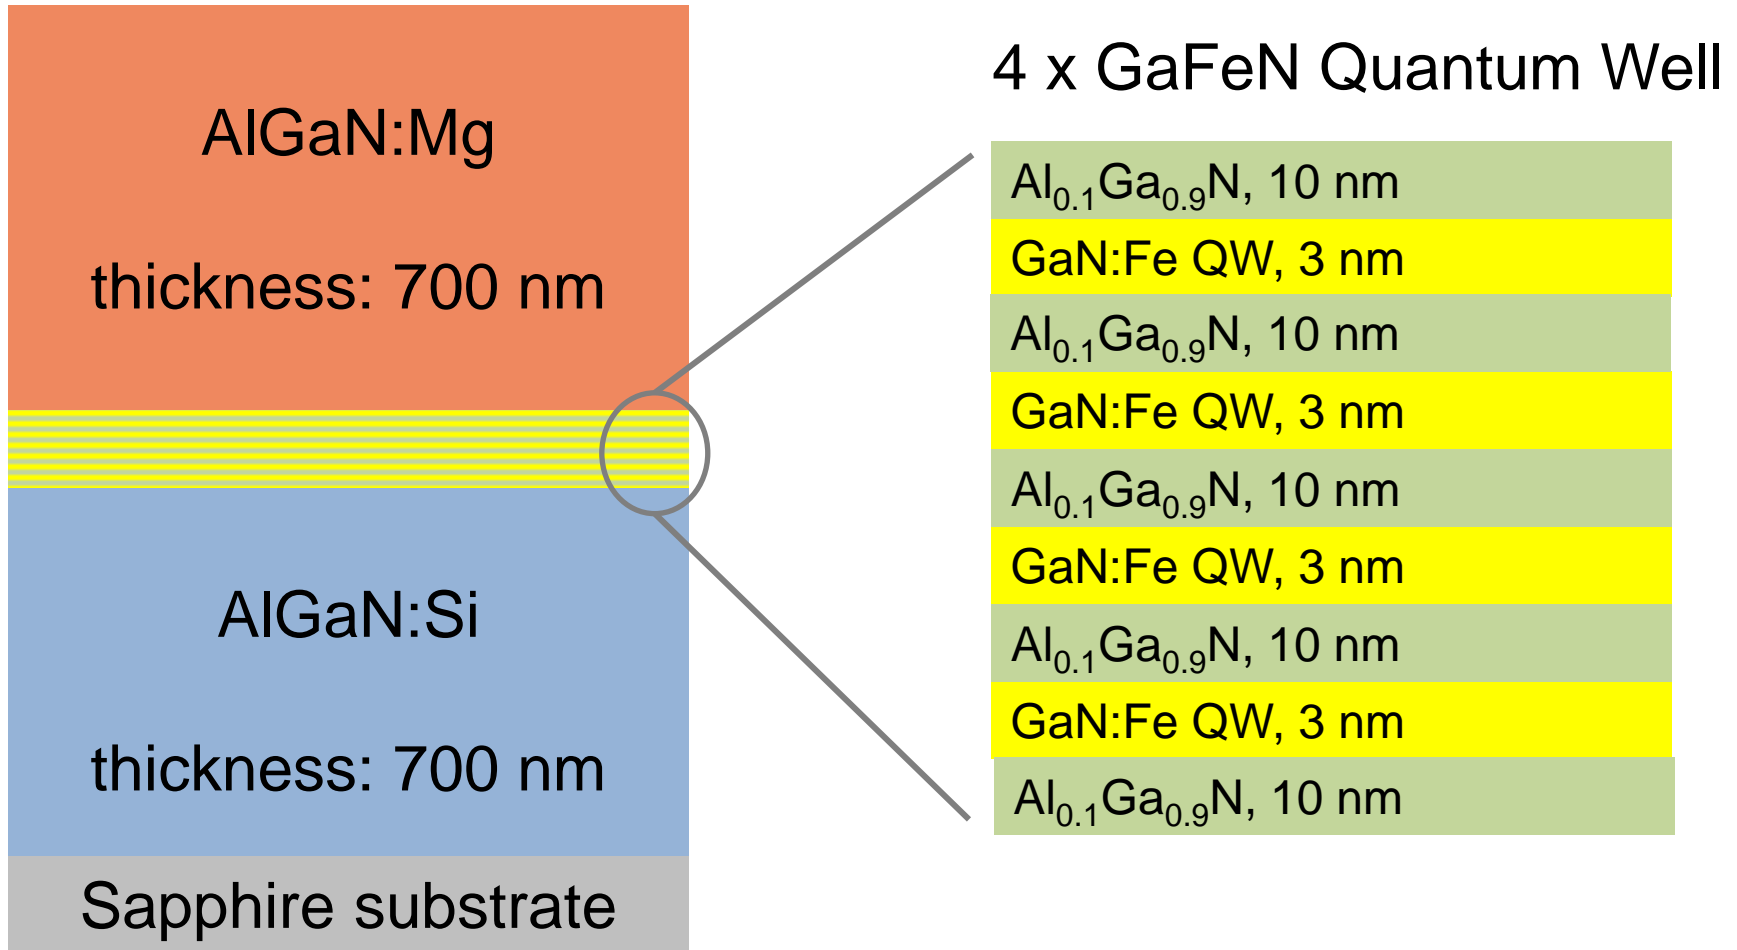 AlGaN:Mg
thickness: 700 nm
AlGaN:Si
thickness: 700 nm
Sapphire substrate
4 x GaFeN Quantum Well
Al₀.₁Ga₀.₉N, 10 nm
GaN:Fe QW, 3 nm
Al₀.₁Ga₀.₉N, 10 nm
GaN:Fe QW, 3 nm
Al₀.₁Ga₀.₉N, 10 nm
GaN:Fe QW, 3 nm
Al₀.₁Ga₀.₉N, 10 nm
GaN:Fe QW, 3 nm
Al₀.₁Ga₀.₉N, 10 nm